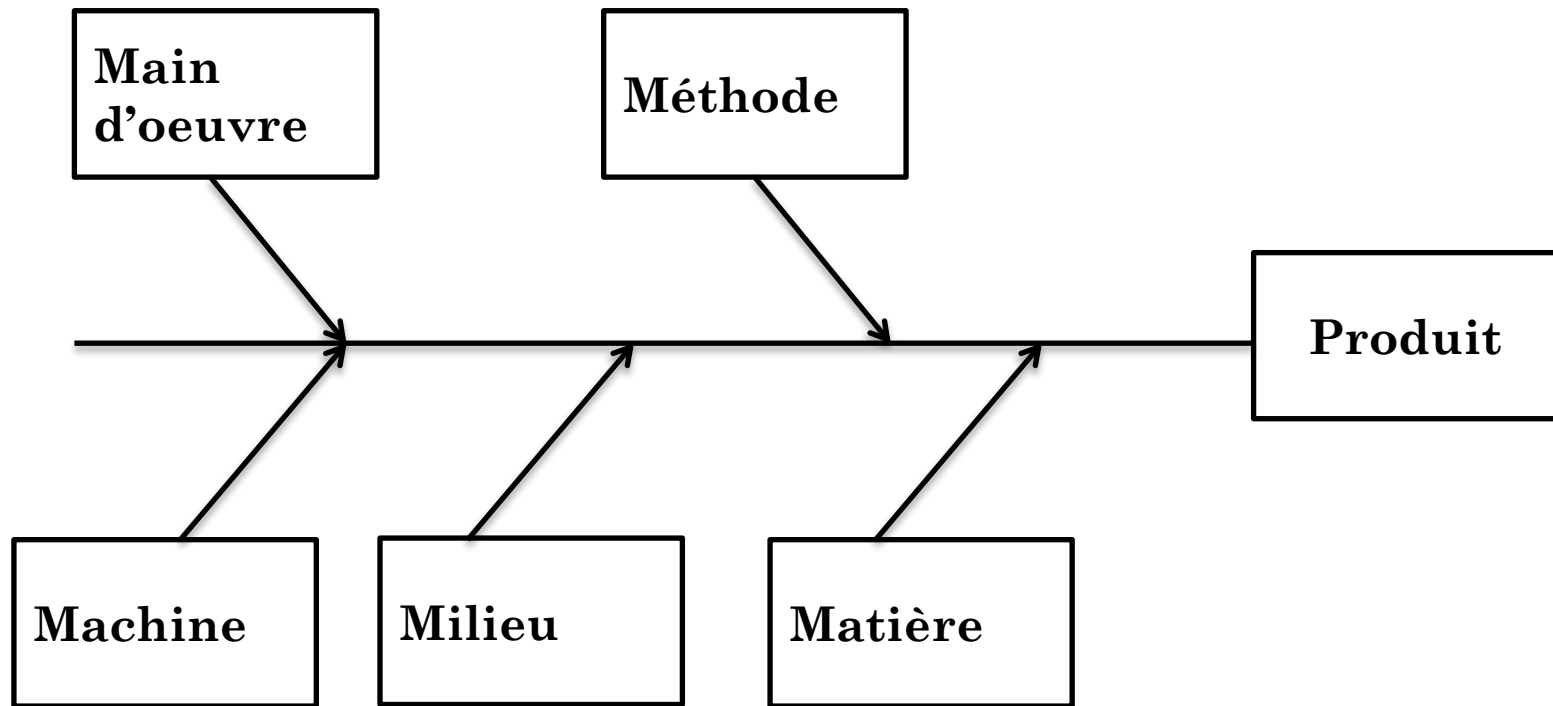 Main
d’oeuvre
Méthode
Produit
Machine
Milieu
Matière